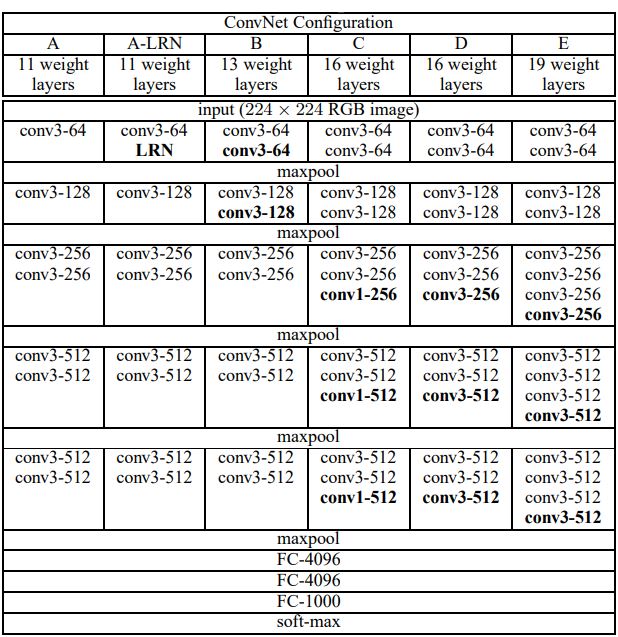 ConvNet Configuration
A A-LRN B C D E
11 weight 11 weight 13 weight 16 weight 16 weight 19 weight
layers layers layers layers layers layers
input (224 × 224 RGB image)
conv3-64 conv3-64 conv3-64 conv3-64 conv3-64 conv3-64
LRN conv3-64 conv3-64 conv3-64 conv3-64
maxpool
conv3-128 conv3-128 conv3-128 conv3-128 conv3-128 conv3-128
conv3-128 conv3-128 conv3-128 conv3-128
maxpool
conv3-256 conv3-256 conv3-256 conv3-256 conv3-256 conv3-256
conv3-256 conv3-256 conv3-256 conv3-256 conv3-256 conv3-256
conv1-256 conv3-256 conv3-256
conv3-256
maxpool
conv3-512 conv3-512 conv3-512 conv3-512 conv3-512 conv3-512
conv3-512 conv3-512 conv3-512 conv3-512 conv3-512 conv3-512
conv1-512 conv3-512 conv3-512
conv3-512
maxpool
conv3-512 conv3-512 conv3-512 conv3-512 conv3-512 conv3-512
conv3-512 conv3-512 conv3-512 conv3-512 conv3-512 conv3-512
conv1-512 conv3-512 conv3-512
conv3-512
maxpool
FC-4096
FC-4096
FC-1000
soft-max